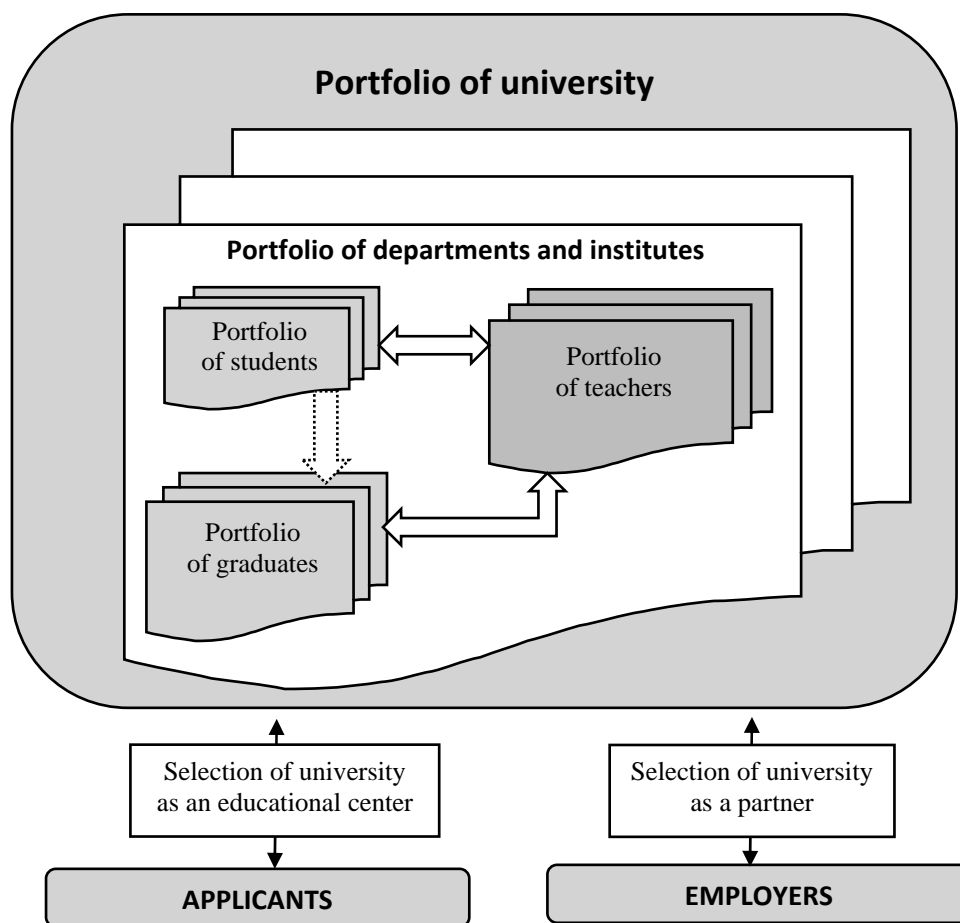 Portfolio of university
Portfolio of departments and institutes
Portfolio
of students
Portfolio
of teachers
Portfolio
of graduates
Selection of university
as an educational center
Selection of university
as a partner
APPLICANTS
EMPLOYERS